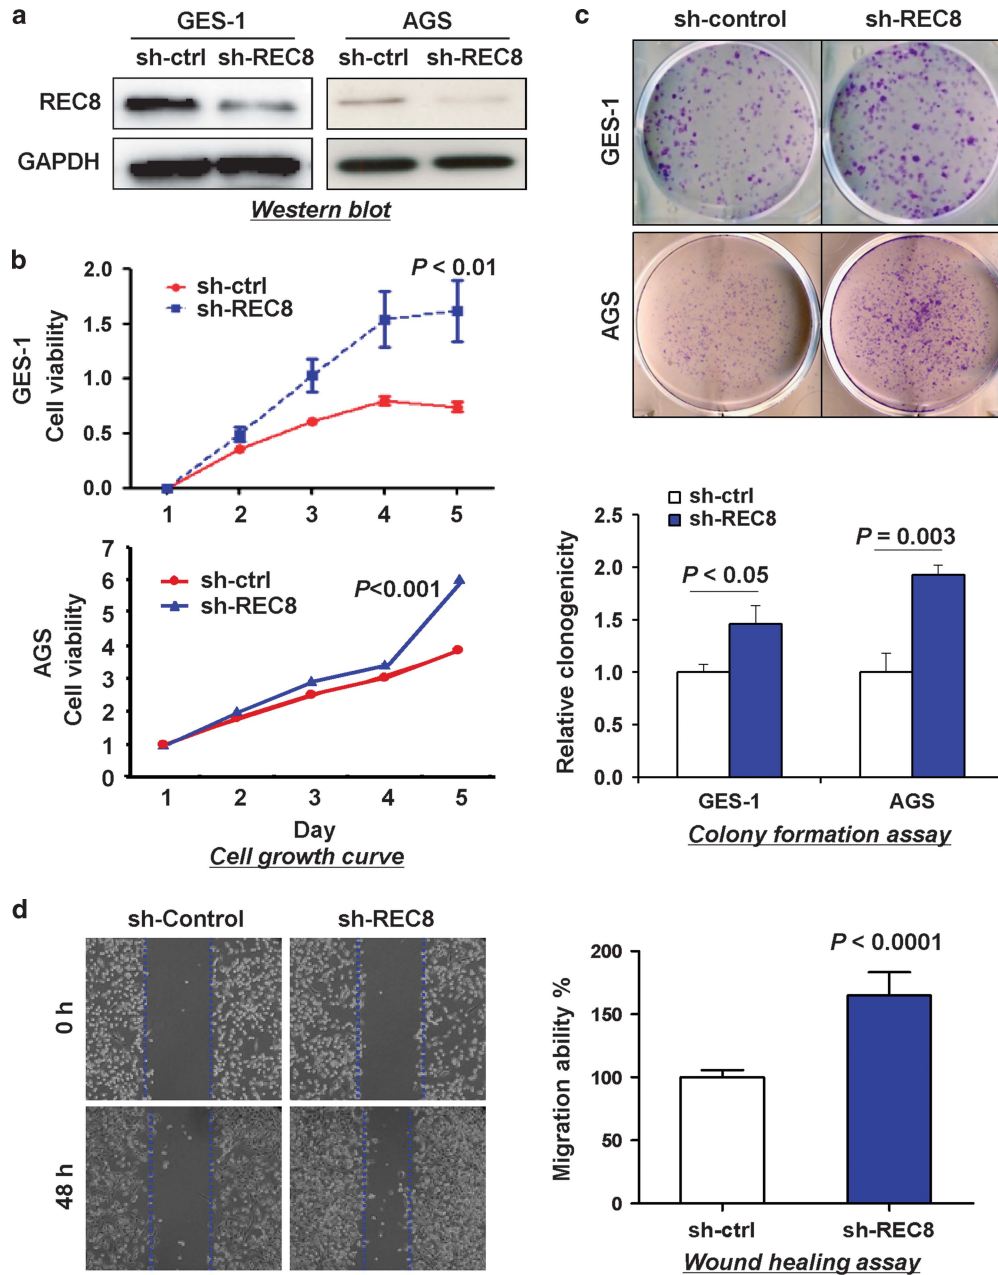 a
GES-1
AGS
sh-ctrl sh-REC8
sh-ctrl sh-REC8
REC8
GAPDH
Western blot
b
2.0
1.5
1.0
0.5
0.0
GES-1
Cell viability
sh-ctrl
sh-REC8
P < 0.01
1 2 3 4 5
7
6
5
4
3
2
1
0
AGS
Cell viability
sh-ctrl
sh-REC8
P<0.001
1 2 3 4 5
Day
Cell growth curve
c
sh-control sh-REC8
GES-1
AGS
sh-ctrl
sh-REC8
2.5
2.0
1.5
1.0
0.5
0.0
Relative clonogenicity
P < 0.05
P = 0.003
GES-1 AGS
Colony formation assay
d
sh-Control sh-REC8
0 h
48 h
200
150
100
50
0
Migration ability %
P < 0.0001
sh-ctrl sh-REC8
Wound healing assay